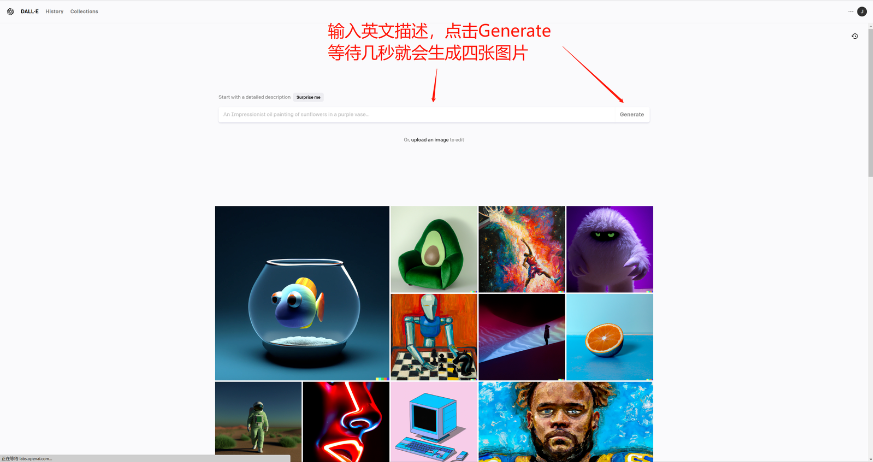 DALL·E History Collections
输入英文描述，点击Generate
等待几秒就会生成四张图片
Start with a detailed description Surprise me
An Impressionist oil painting of sunflowers in a purple vase…
Generate
Or, upload an image to edit